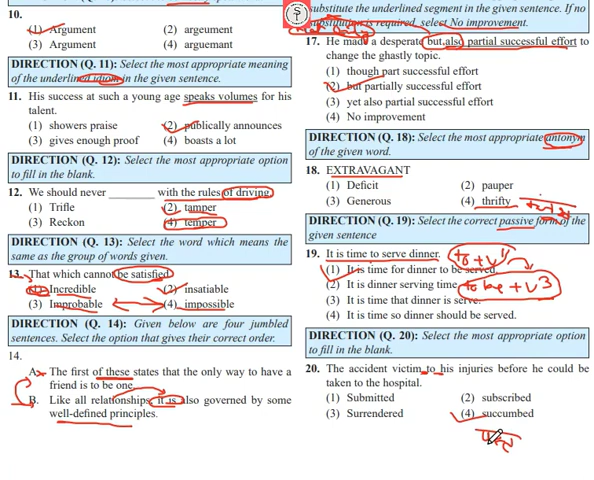 10.
(1) Argument (2) argeument
(3) Argument (4) arguemant
DIRECTION (Q. 11): Select the most appropriate meaning
of the underlined idiom in the given sentence.
11. His success at such a young age speaks volumes for his
talent.
(1) showers praise (2) publically announces
(3) gives enough proof (4) boasts a lot
DIRECTION (Q. 12): Select the most appropriate option
to fill in the blank.
12. We should never ________ with the rules of driving.
(1) Trifle (2) tamper
(3) Reckon (4) temper
DIRECTION (Q. 13): Select the word which means the
same as the group of words given.
13. That which cannot be satisfied
(1) Incredible (2) insatiable
(3) Improbable (4) impossible
DIRECTION (Q. 14): Given below are four jumbled
sentences. Select the option that gives their correct order.
14.
A. The first of these states that the only way to have a
friend is to be one.
B. Like all relationships, it is also governed by some
well-defined principles.
substitute the underlined segment in the given sentence. If no
substitution is required, select No improvement.
17. He made a desperate but also partial successful effort to
change the ghastly topic.
(1) though part successful effort
(2) but partially successful effort
(3) yet also partial successful effort
(4) No improvement
DIRECTION (Q. 18): Select the most appropriate antonym
of the given word.
18. EXTRAVAGANT
(1) Deficit (2) pauper
(3) Generous (4) thrifty
DIRECTION (Q. 19): Select the correct passive form of the
given sentence
19. It is time to serve dinner. to + V1
(1) It is time for dinner to be served.
(2) It is dinner serving time to be + V3
(3) It is time that dinner is serve.
(4) It is time so dinner should be served.
DIRECTION (Q. 20): Select the most appropriate option
to fill in the blank.
20. The accident victim to his injuries before he could be
taken to the hospital.
(1) Submitted (2) subscribed
(3) Surrendered (4) succumbed